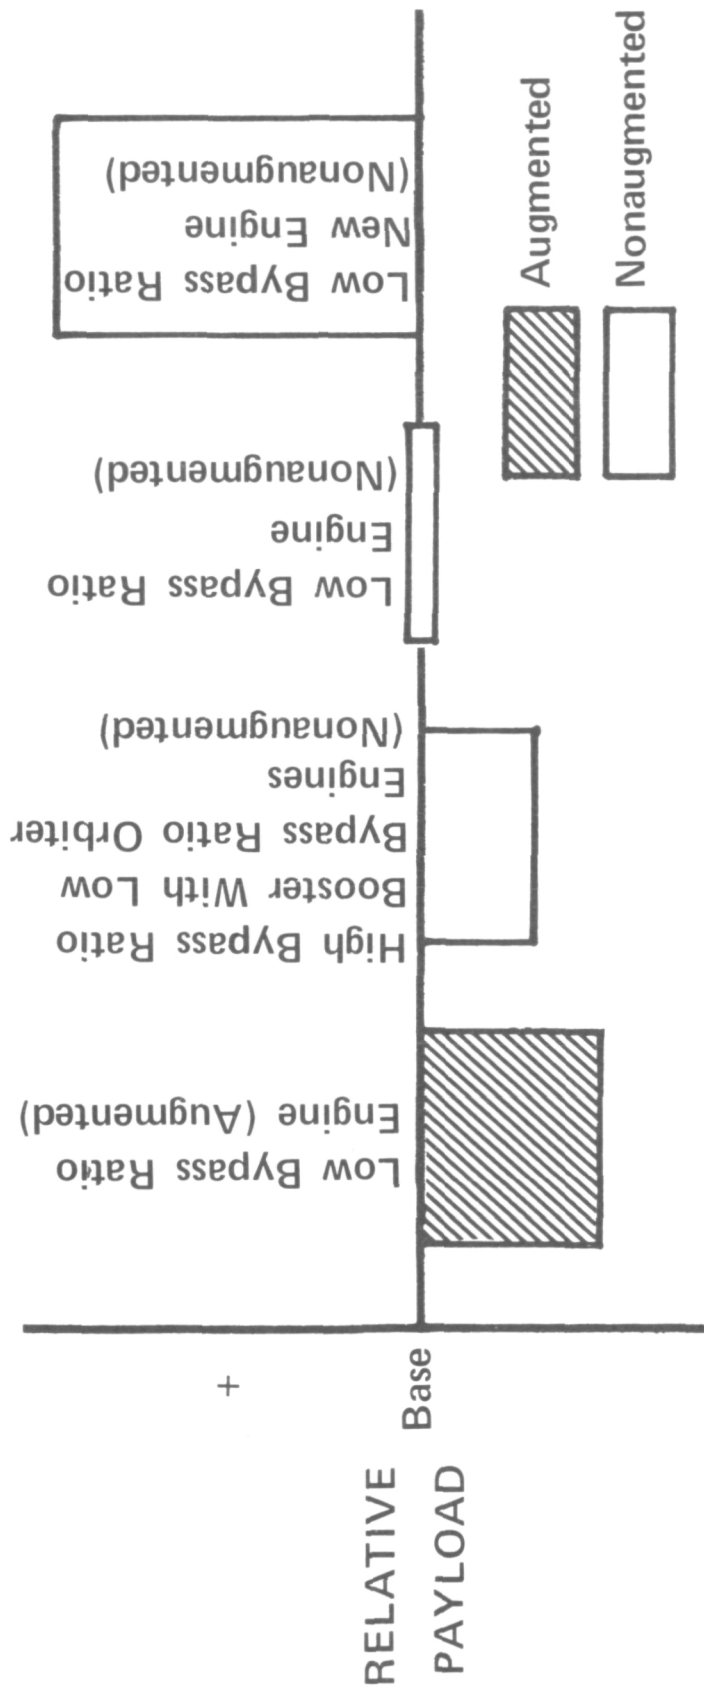 +
Base
RELATIVE
PAYLOAD
Low Bypass Ratio
Engine (Augmented)
High Bypass Ratio
Booster With Low
Bypass Ratio Orbiter
Engines
(Nonaugmented)
Low Bypass Ratio
Engine
(Nonaugmented)
Low Bypass Ratio
New Engine
(Nonaugmented)
Augmented
Nonaugmented